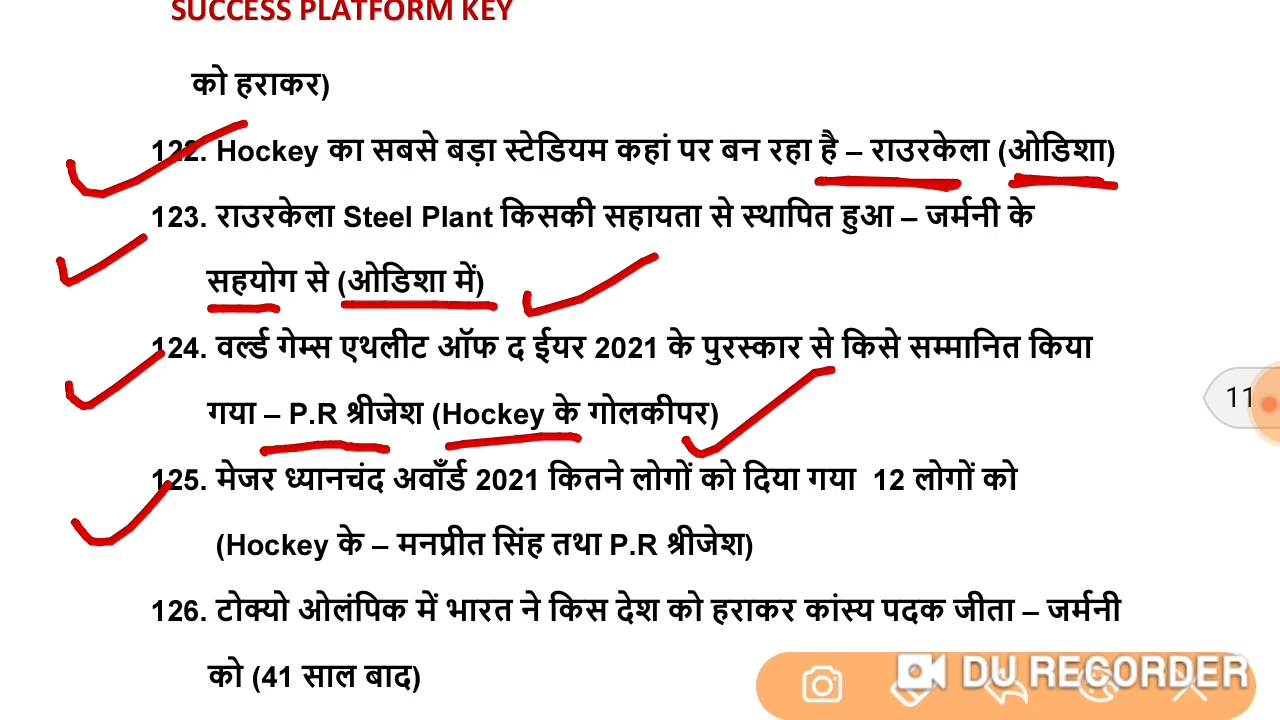 SUCCESS PLATFORM KEY
को हराकर)
122. Hockey का सबसे बड़ा स्टेडियम कहां पर बन रहा है – राउरकेला (ओडिशा)
123. राउरकेला Steel Plant किसकी सहायता से स्थापित हुआ – जर्मनी के
सहयोग से (ओडिशा में)
124. वर्ल्ड गेम्स एथलीट ऑफ द ईयर 2021 के पुरस्कार से किसे सम्मानित किया
गया – P.R श्रीजेश (Hockey के गोलकीपर)
11
125. मेजर ध्यानचंद अवाँर्ड 2021 कितने लोगों को दिया गया 12 लोगों को
(Hockey के – मनप्रीत सिंह तथा P.R श्रीजेश)
126. टोक्यो ओलंपिक में भारत ने किस देश को हराकर कांस्य पदक जीता – जर्मनी
को (41 साल बाद)
DU RECORDER